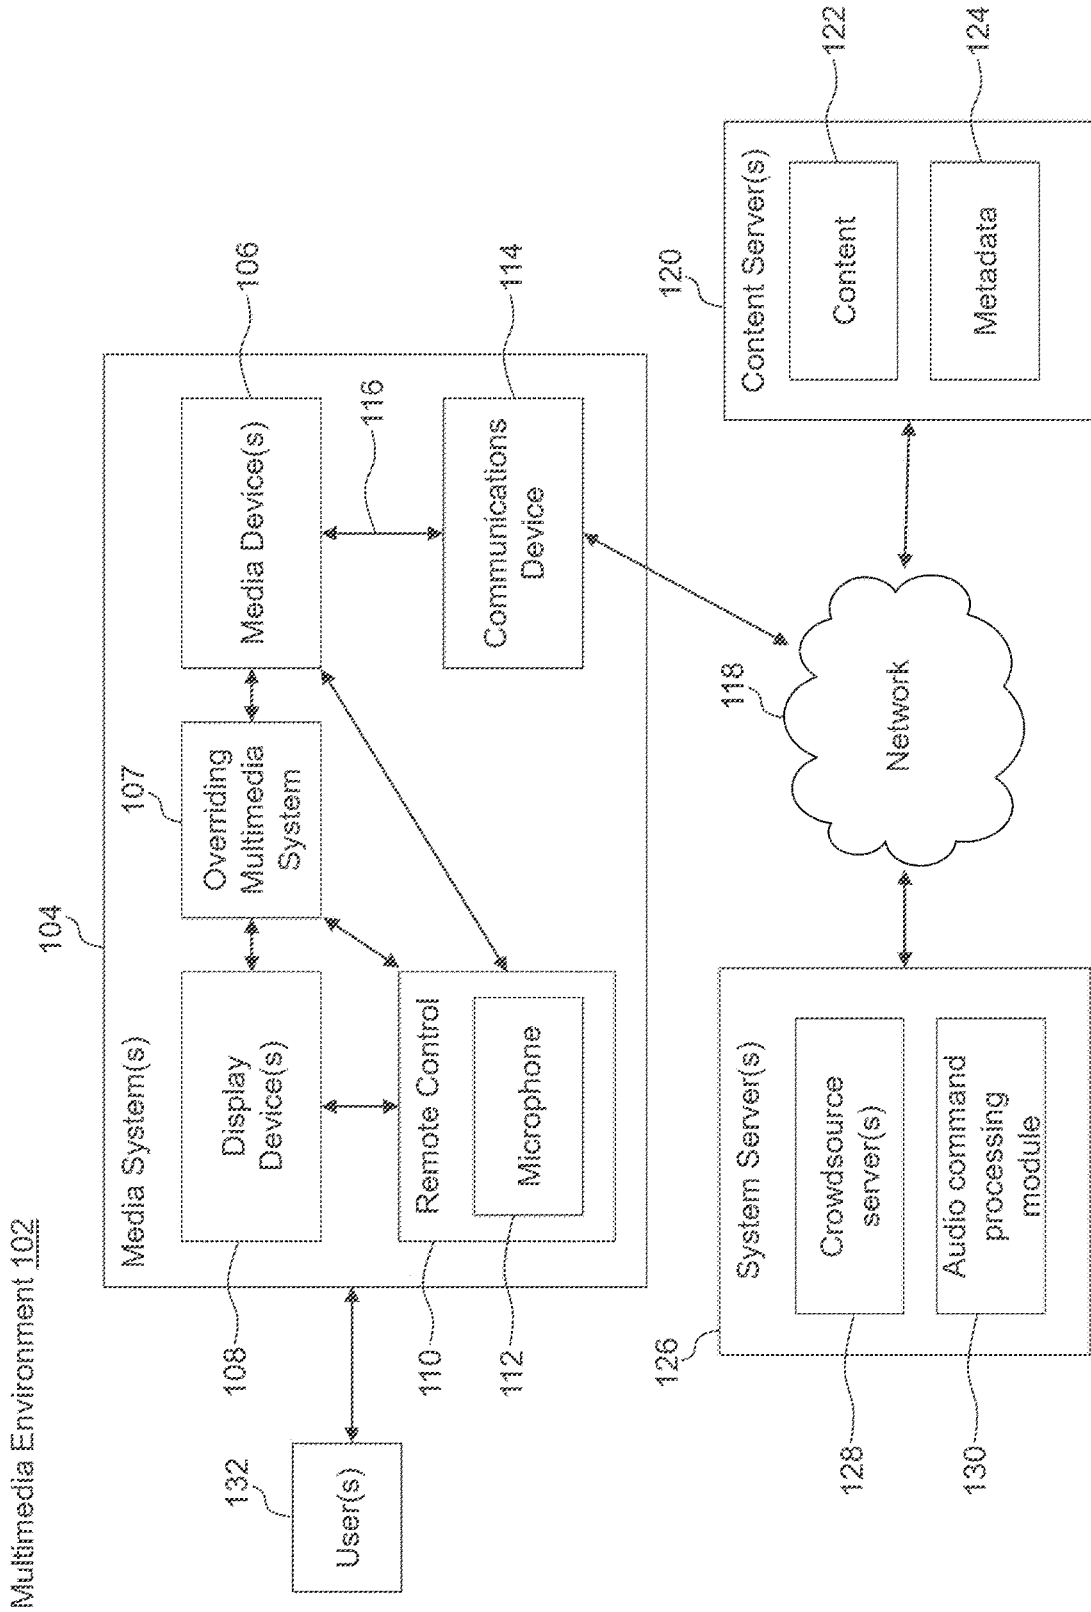 Multimedia Environment 102
104
Media System(s)
107
106
Display
Device(s)
Overriding
Multimedia
System
Media Device(s)
108
116
132
User(s)
110
Remote Control
112
Microphone
Communications
Device
114
118
Network
126
System Server(s)
128
Crowdsource
server(s)
130
Audio command
processing
module
120
Content Server(s)
Content
122
Metadata
124